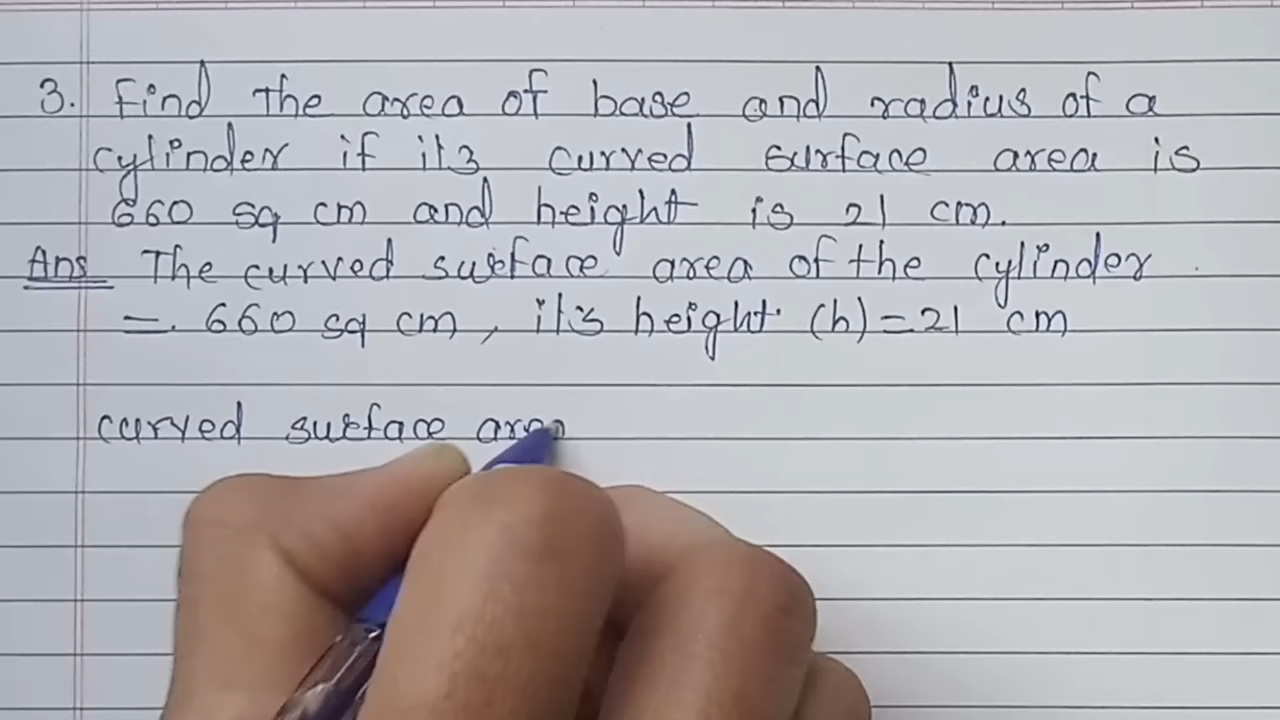 3. Find the area of base and radius of a
cylinder if its curved surface area is
660 sq cm and height is 21 cm.
Ans The curved surface area of the cylinder
= 660 sq cm, its height (h) = 21 cm
curved surface area